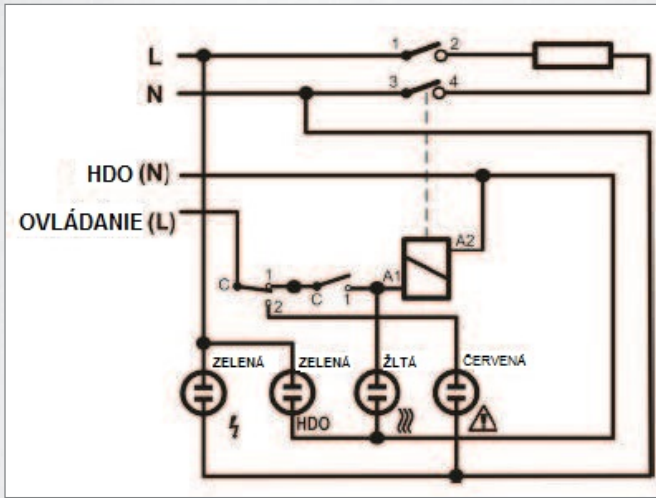 L 1 2
N 3 4
HDO (N)
OVLÁDANIE (L)
A2
C 1 C 1 A1
2
ZELENÁ ZELENÁ ŽLTÁ ČERVENÁ
HDO